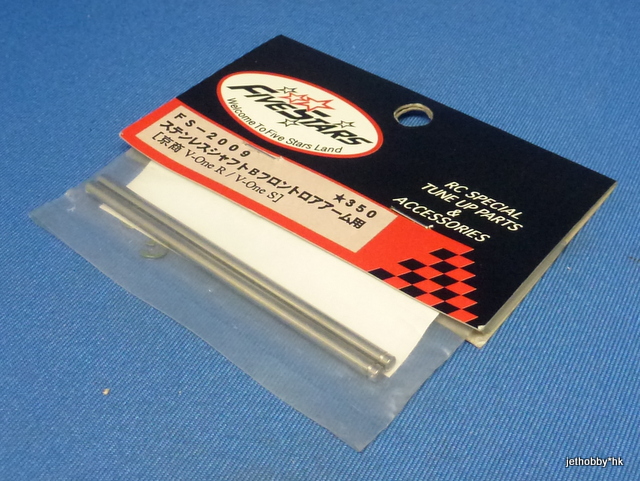 FIVESTARS
Welcome To Five Stars Land
FS-2009 ★350
ステンレスシャフトBフロントロアアーム用
[京商 V-One R / V-One S]
RC SPECIAL
TUNE UP PARTS
&
ACCESSORIES
jethobby*hk